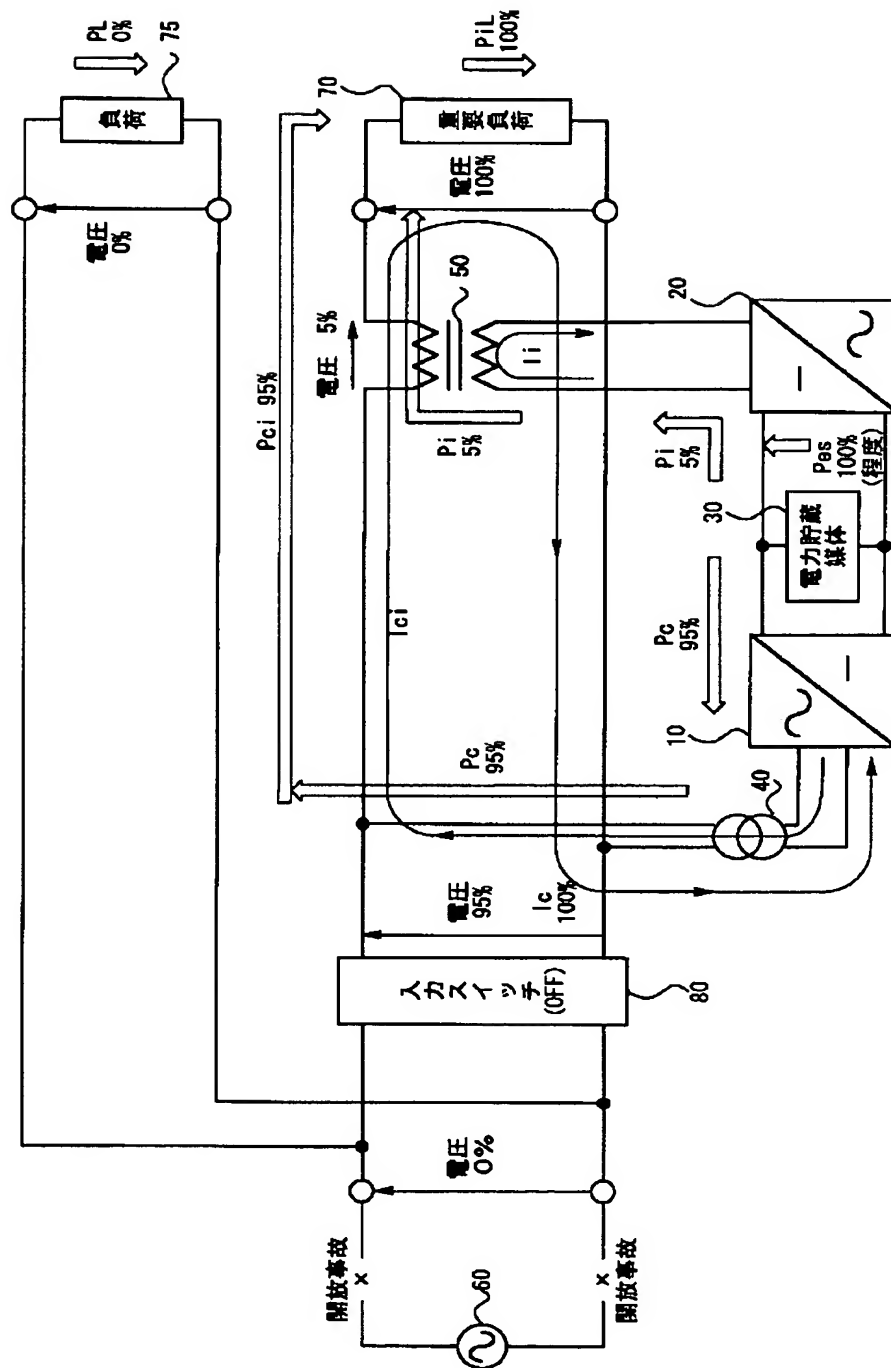 開放事故
開放事故
60
電圧
0%
入力スイッチ
(OFF)
80
電圧
95%
Ic
100%
Pc
95%
40
10
Pc
95%
Pi
5%
30
電力貯蔵
媒体
Pes
100%
(程度)
20
Ici
Pci 95%
Pi
5%
Ii
50
電圧 5%
電圧
100%
70
重要負荷
PiL
100%
電圧
0%
負荷
75
PL
0%